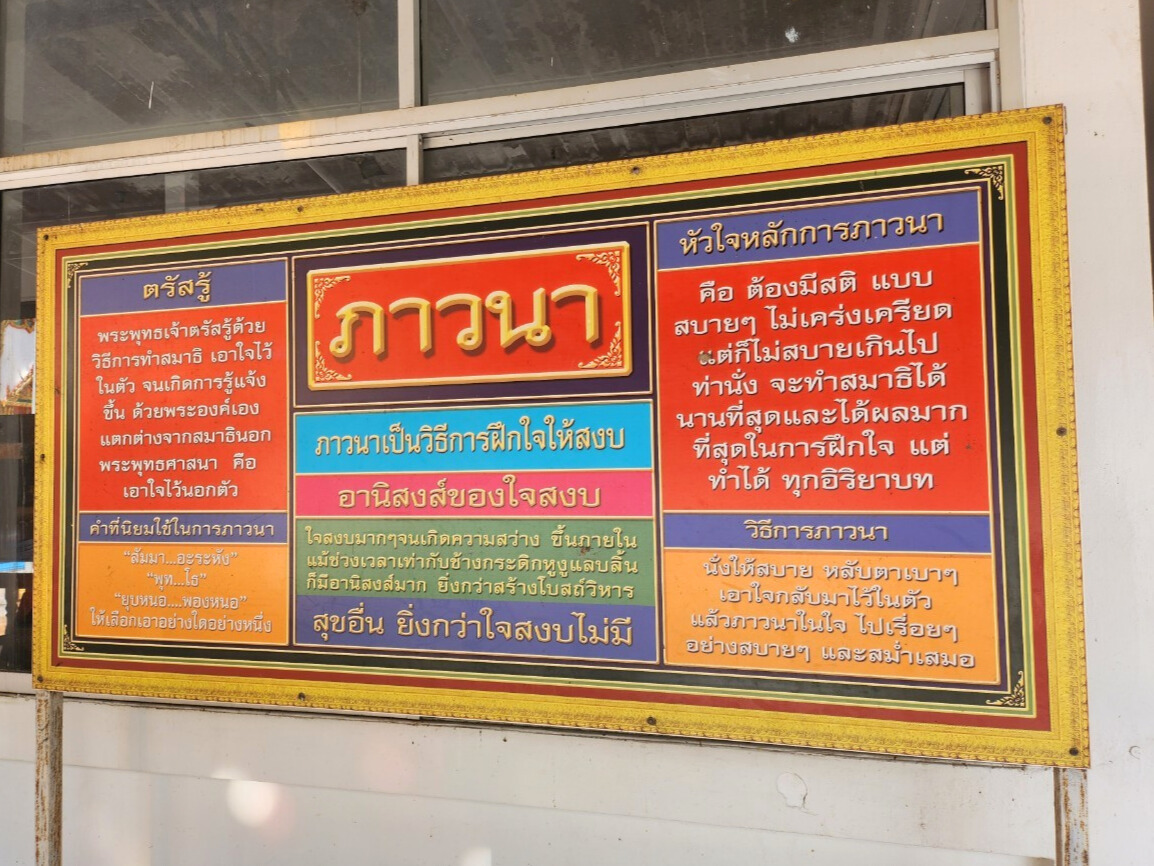 ตรัสรู้
พระพุทธเจ้าตรัสรู้ด้วย
วิธีการทำสมาธิ เอาใจไว้
ในตัว จนเกิดการรู้แจ้ง
ขึ้น ด้วยพระองค์เอง
แตกต่างจากสมาธินอก
พระพุทธศาสนา คือ
เอาใจไว้นอกตัว
คำที่นิยมใช้ในการภาวนา
“สัมมา...อะระหัง”
“พุท...โธ”
“ยุบหนอ....พองหนอ”
ให้เลือกเอาอย่างใดอย่างหนึ่ง
ภาวนา
ภาวนาเป็นวิธีการฝึกใจให้สงบ
อานิสงส์ของใจสงบ
ใจสงบมากๆจนเกิดความสว่าง ขึ้นภายใน
แม้ช่วงเวลาเท่ากับช้างกระดิกหูงูแลบลิ้น
ก็มีอานิสงส์มาก ยิ่งกว่าสร้างโบสถ์วิหาร
สุขอื่น ยิ่งกว่าใจสงบไม่มี
หัวใจหลักการภาวนา
คือ ต้องมีสติ แบบ
สบายๆ ไม่เคร่งเครียด
แต่ก็ไม่สบายเกินไป
ท่านั่ง จะทำสมาธิได้
นานที่สุดและได้ผลมาก
ที่สุดในการฝึกใจ แต่
ทำได้ ทุกอิริยาบท
วิธีการภาวนา
นั่งให้สบาย หลับตาเบาๆ
เอาใจกลับมาไว้ในตัว
แล้วภาวนาในใจ ไปเรื่อยๆ
อย่างสบายๆ และสม่ำเสมอ